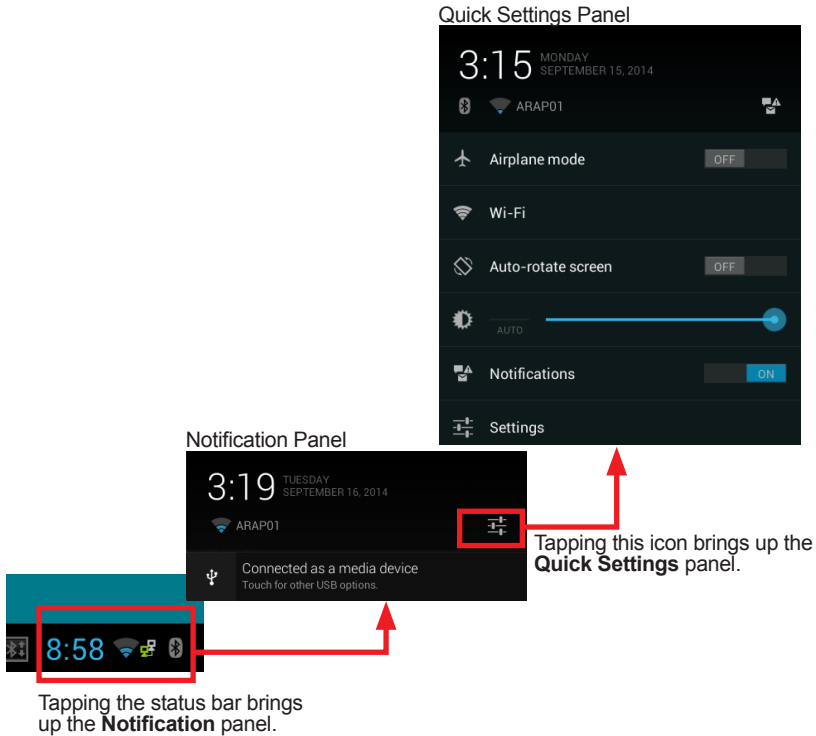 Quick Settings Panel
3:15 MONDAY
SEPTEMBER 15, 2014
ARAP01
Airplane mode OFF
Wi-Fi
Auto-rotate screen OFF
AUTO
Notifications ON
Settings
Notification Panel
3:19 TUESDAY
SEPTEMBER 16, 2014
ARAP01
Tapping this icon brings up the
Quick Settings panel.
Connected as a media device
Touch for other USB options.
8:58
Tapping the status bar brings
up the Notification panel.